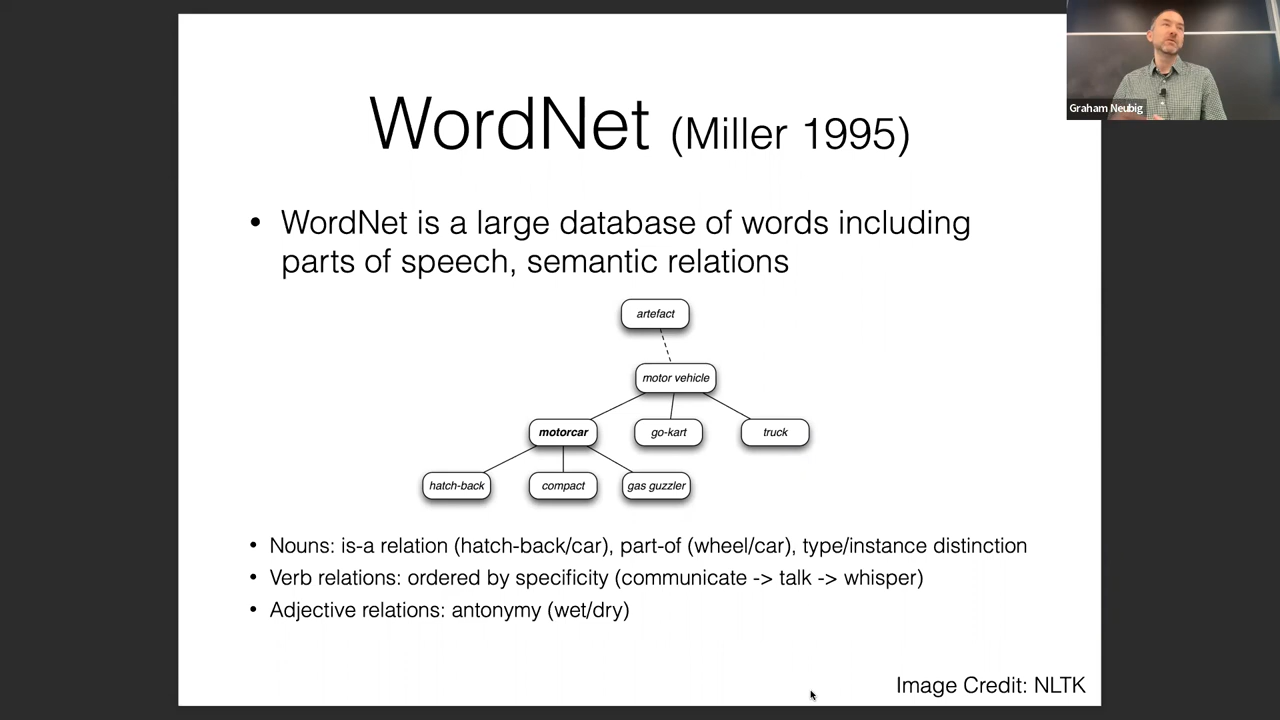 Graham Neubig
WordNet (Miller 1995)
• WordNet is a large database of words including
parts of speech, semantic relations
artefact
motor vehicle
motorcar
go-kart
truck
hatch-back
compact
gas guzzler
• Nouns: is-a relation (hatch-back/car), part-of (wheel/car), type/instance distinction
• Verb relations: ordered by specificity (communicate -> talk -> whisper)
• Adjective relations: antonymy (wet/dry)
Image Credit: NLTK